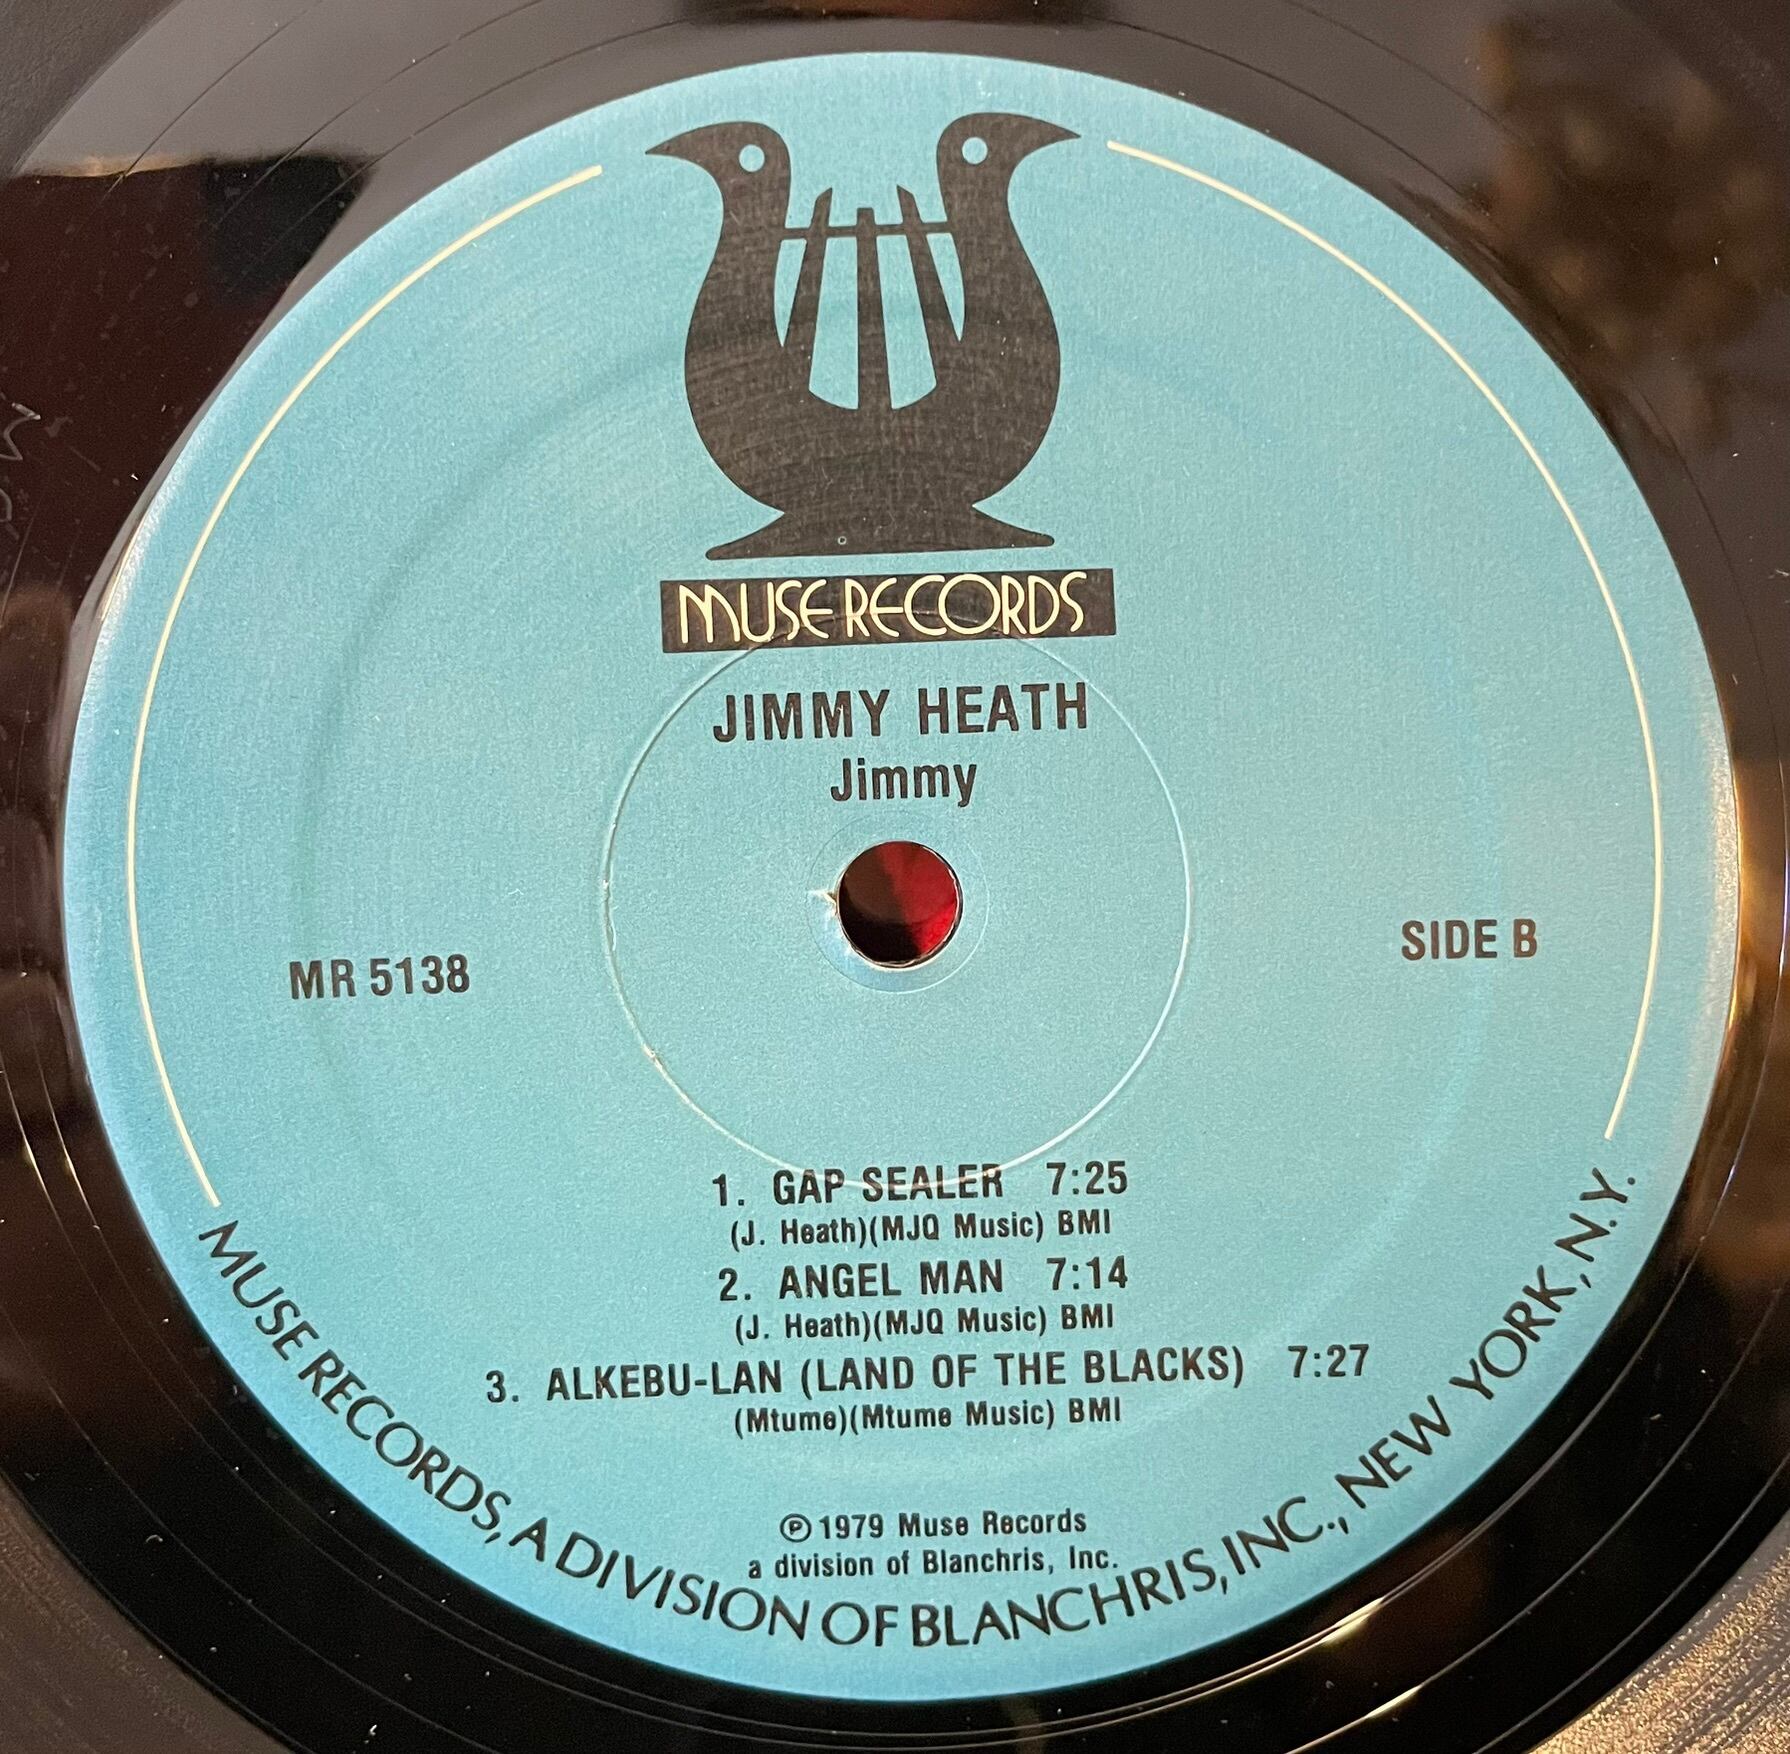 MUSE RECORDS
JIMMY HEATH
Jimmy
MR 5138
SIDE B
1. GAP SEALER 7:25
(J. Heath)(MJQ Music) BMI
2. ANGEL MAN 7:14
(J. Heath)(MJQ Music) BMI
3. ALKEBU-LAN (LAND OF THE BLACKS) 7:27
(Mtume)(Mtume Music) BMI
℗ 1979 Muse Records
a division of Blanchris, Inc.
MUSE RECORDS, A DIVISION OF BLANCHRIS, INC., NEW YORK, N.Y.